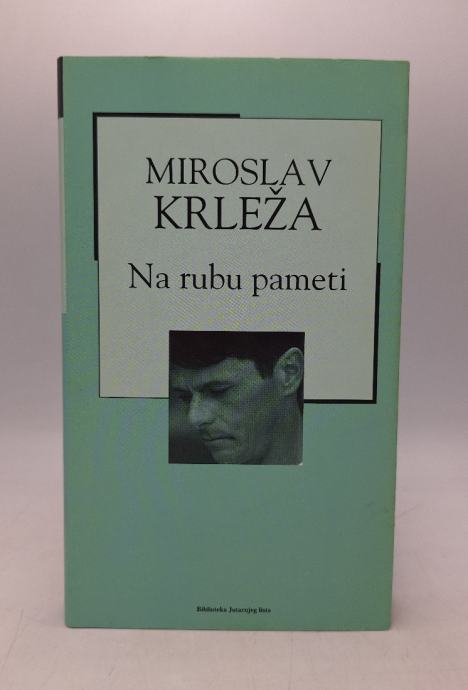 MIROSLAV
KRLEŽA
Na rubu pameti
Biblioteka Jutarnjeg lista